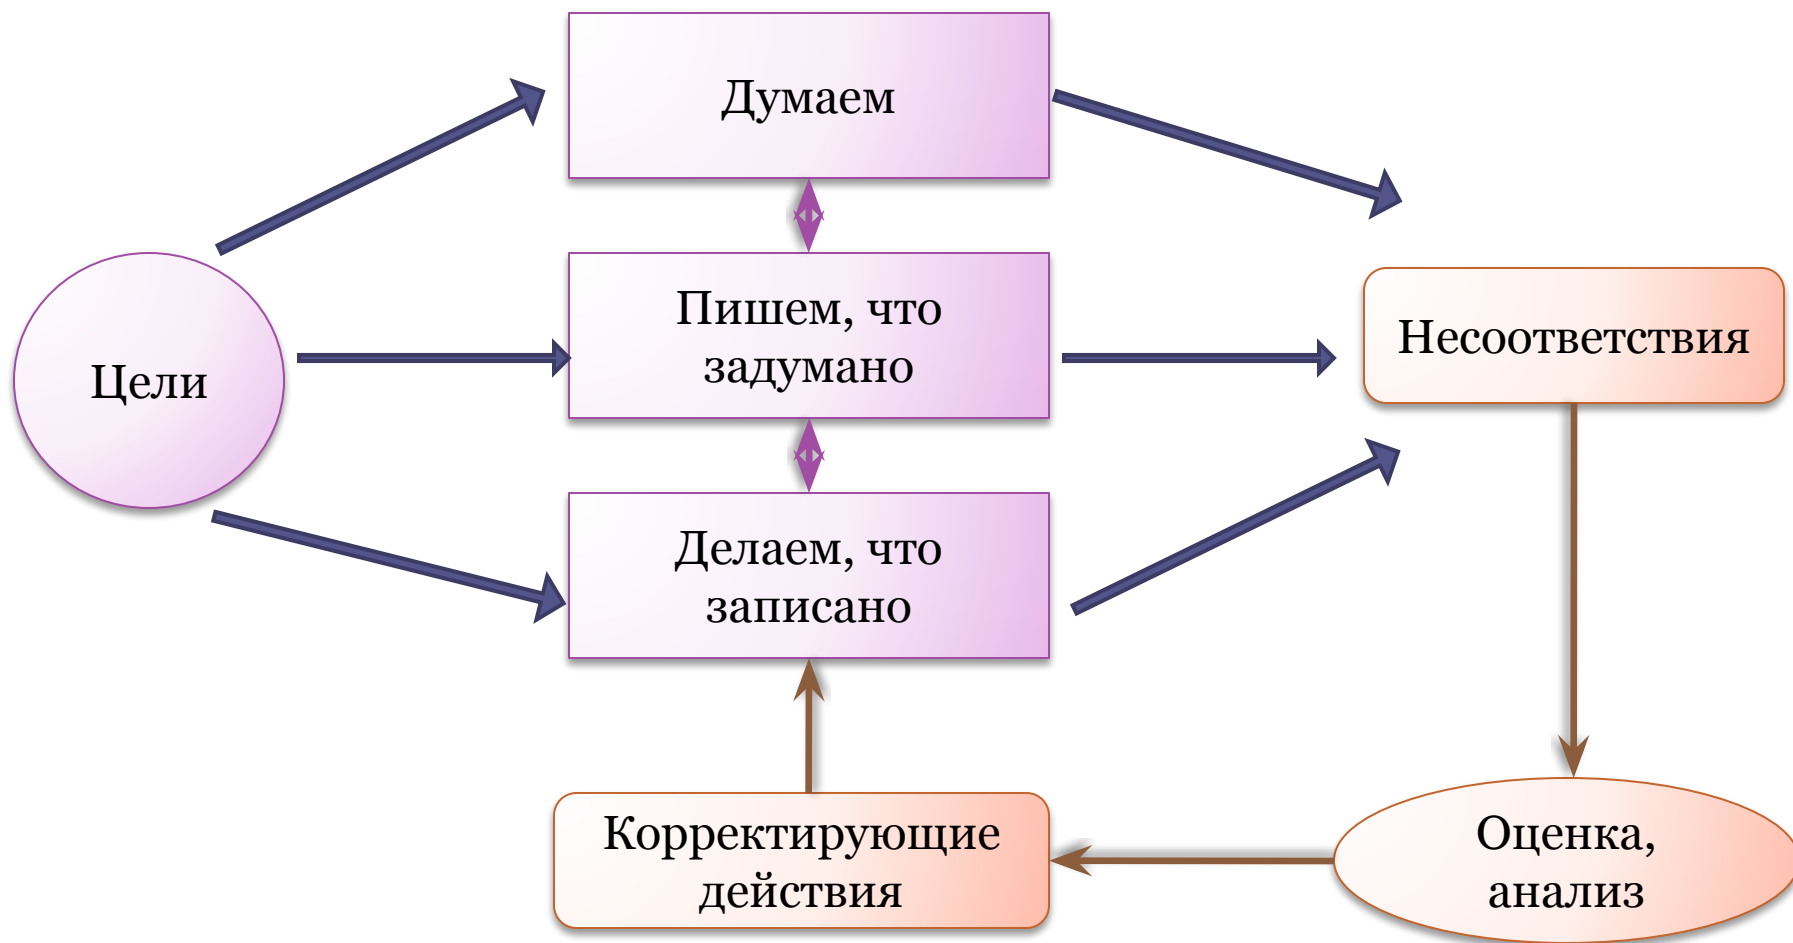 Думаем
Пишем, что
задумано
Несоответствия
Цели
Делаем, что
записано
Корректирующие
действия
Оценка,
анализ